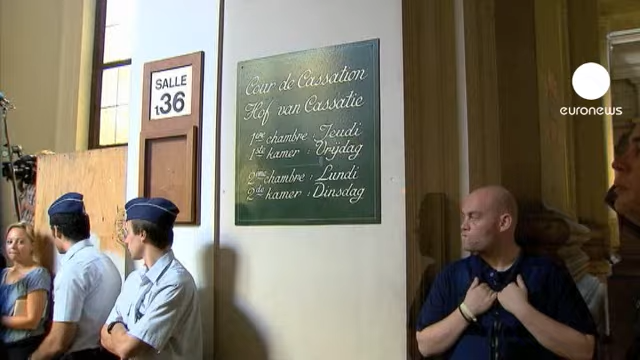 SALLE
1.36
Cour de Cassation
Hof van Cassatie
1ère chambre : Jeudi
1ste kamer : Vrijdag
2ème chambre : Lundi
2de kamer : Dinsdag
euronews